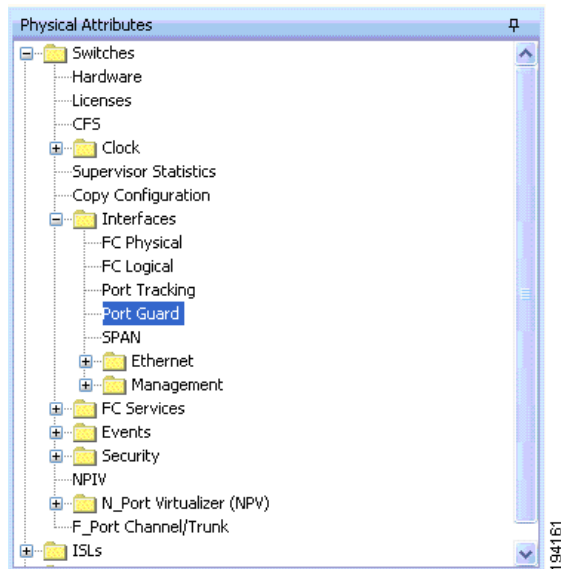 Physical Attributes
Switches
Hardware
Licenses
CFS
Clock
Supervisor Statistics
Copy Configuration
Interfaces
FC Physical
FC Logical
Port Tracking
Port Guard
SPAN
Ethernet
Management
FC Services
Events
Security
NPIV
N_Port Virtualizer (NPV)
F_Port Channel/Trunk
ISLs
194161